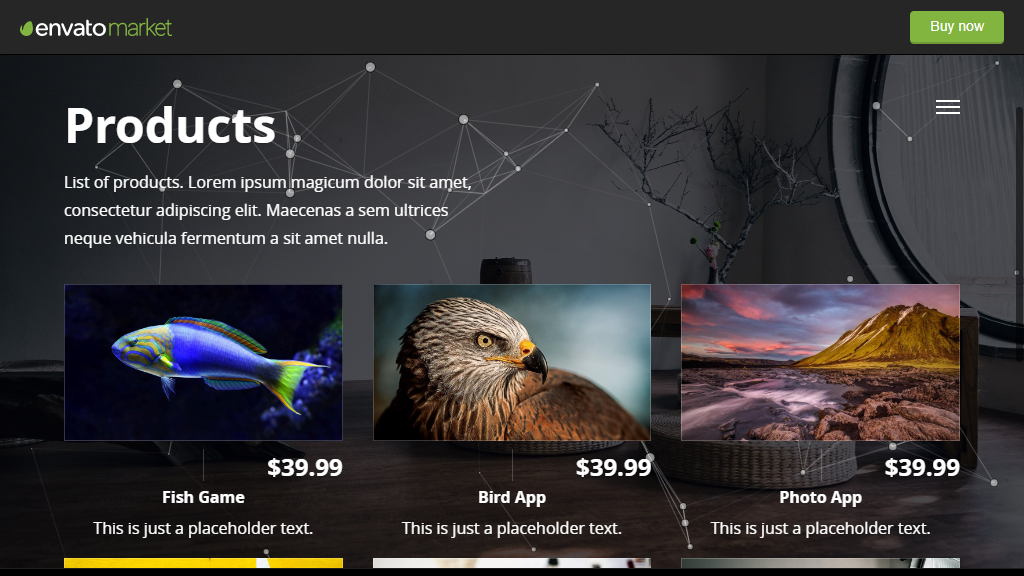 envato market
Buy now
Products
List of products. Lorem ipsum magicum dolor sit amet,
consectetur adipiscing elit. Maecenas a sem ultrices
neque vehicula fermentum a sit amet nulla.
$39.99
Fish Game
This is just a placeholder text.
$39.99
Bird App
This is just a placeholder text.
$39.99
Photo App
This is just a placeholder text.